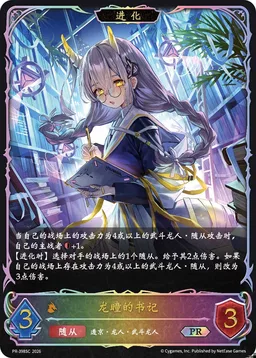 进化
当自己的战场上的攻击力为4或以上的武斗龙人·随从攻击时,
自己的主战者+1。
【进化时】选择对手的战场上的1个随从。给予其2点伤害。如果
自己的战场上存在攻击力为4或以上的武斗龙人·随从,则改为
3点伤害。
龙瞳的书记
3
随从
龙人·武斗龙人
PR
3
© Cygames, Inc. Published by NetEase Games